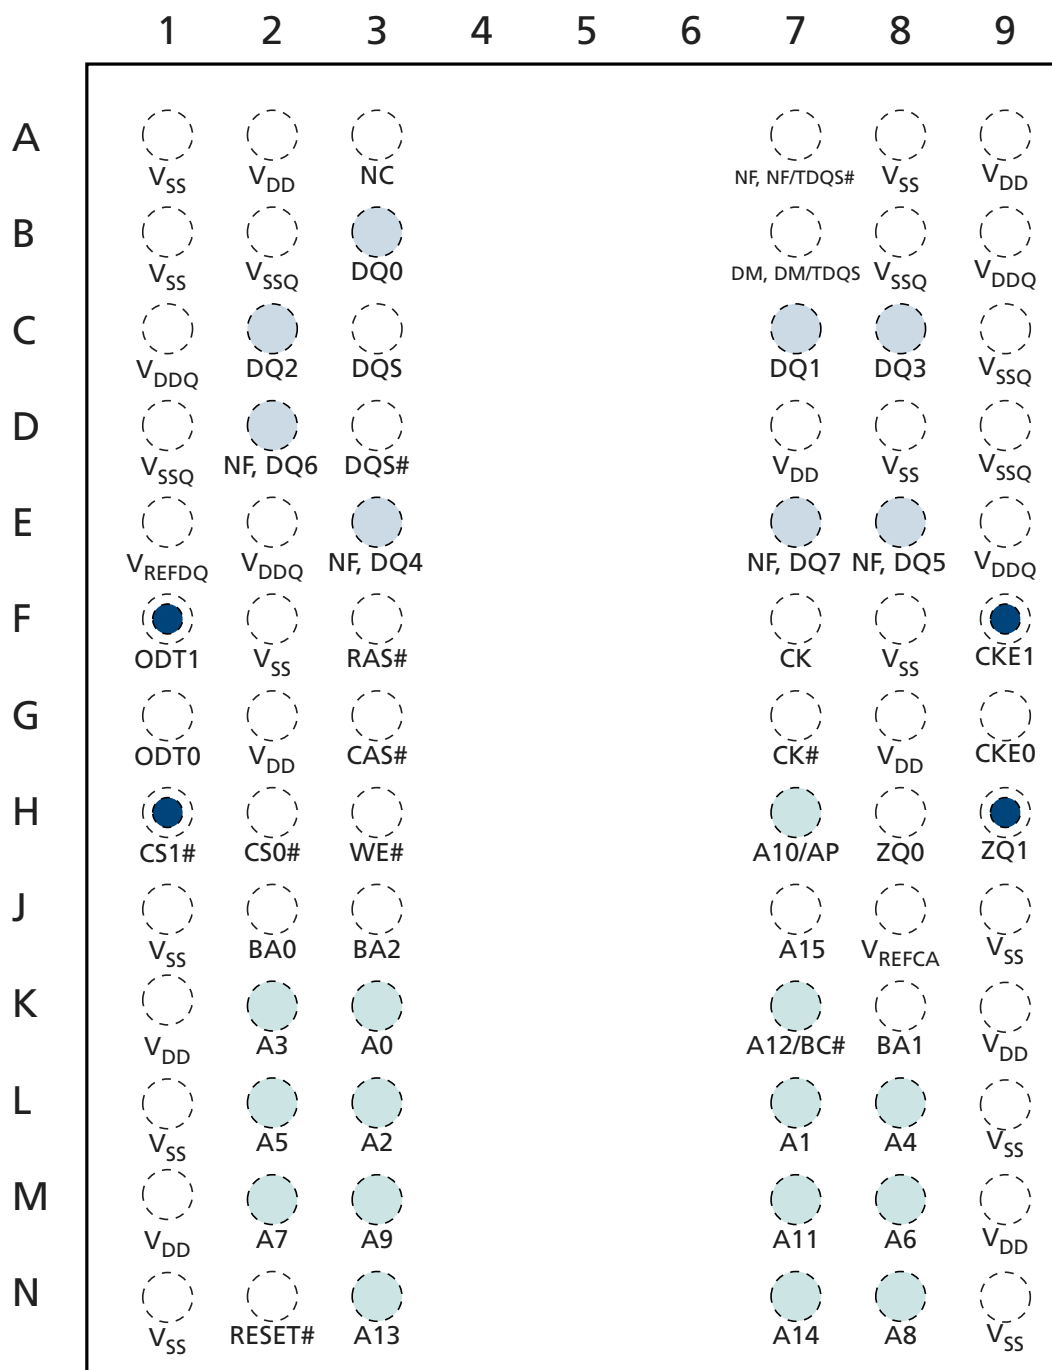 1 2 3 4 5 6 7 8 9
A
VSS VDD NC NF, NF/TDQS# VSS VDD
B
VSS VSSQ DQ0 DM, DM/TDQS VSSQ VDDQ
C
VDDQ DQ2 DQS DQ1 DQ3 VSSQ
D
VSSQ NF, DQ6 DQS# VDD VSS VSSQ
E
VREFDQ VDDQ NF, DQ4 NF, DQ7 NF, DQ5 VDDQ
F
ODT1 VSS RAS# CK VSS CKE1
G
ODT0 VDD CAS# CK# VDD CKE0
H
CS1# CS0# WE# A10/AP ZQ0 ZQ1
J
VSS BA0 BA2 A15 VREFCA VSS
K
VDD A3 A0 A12/BC# BA1 VDD
L
VSS A5 A2 A1 A4 VSS
M
VDD A7 A9 A11 A6 VDD
N
VSS RESET# A13 A14 A8 VSS